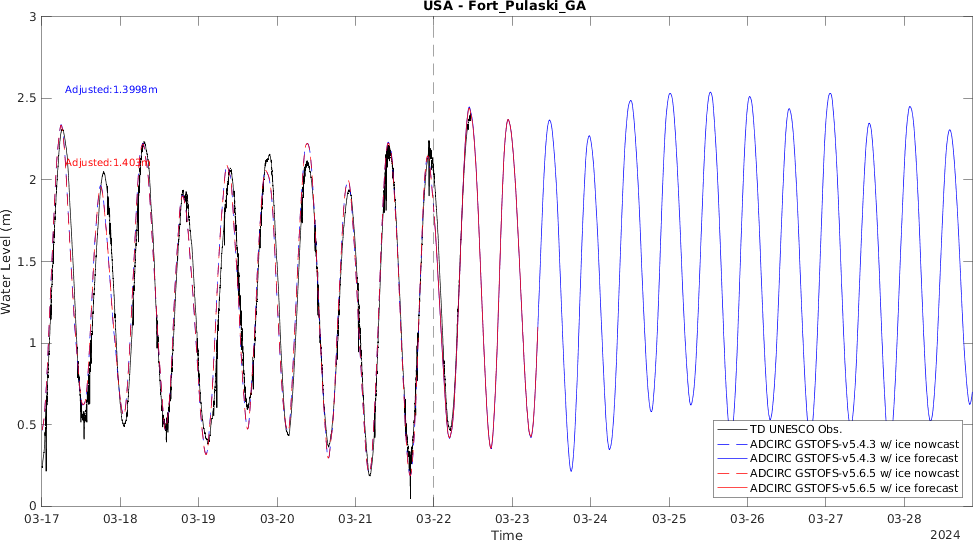 USA - Fort_Pulaski_GA
3
2.5
2
1.5
1
0.5
0
Water Level (m)
Adjusted:1.3998m
Adjusted:1.403m
TD UNESCO Obs.
ADCIRC GSTOFS-v5.4.3 w/ ice nowcast
ADCIRC GSTOFS-v5.4.3 w/ ice forecast
ADCIRC GSTOFS-v5.6.5 w/ ice nowcast
ADCIRC GSTOFS-v5.6.5 w/ ice forecast
03-17 03-18 03-19 03-20 03-21 03-22 03-23 03-24 03-25 03-26 03-27 03-28
Time
2024